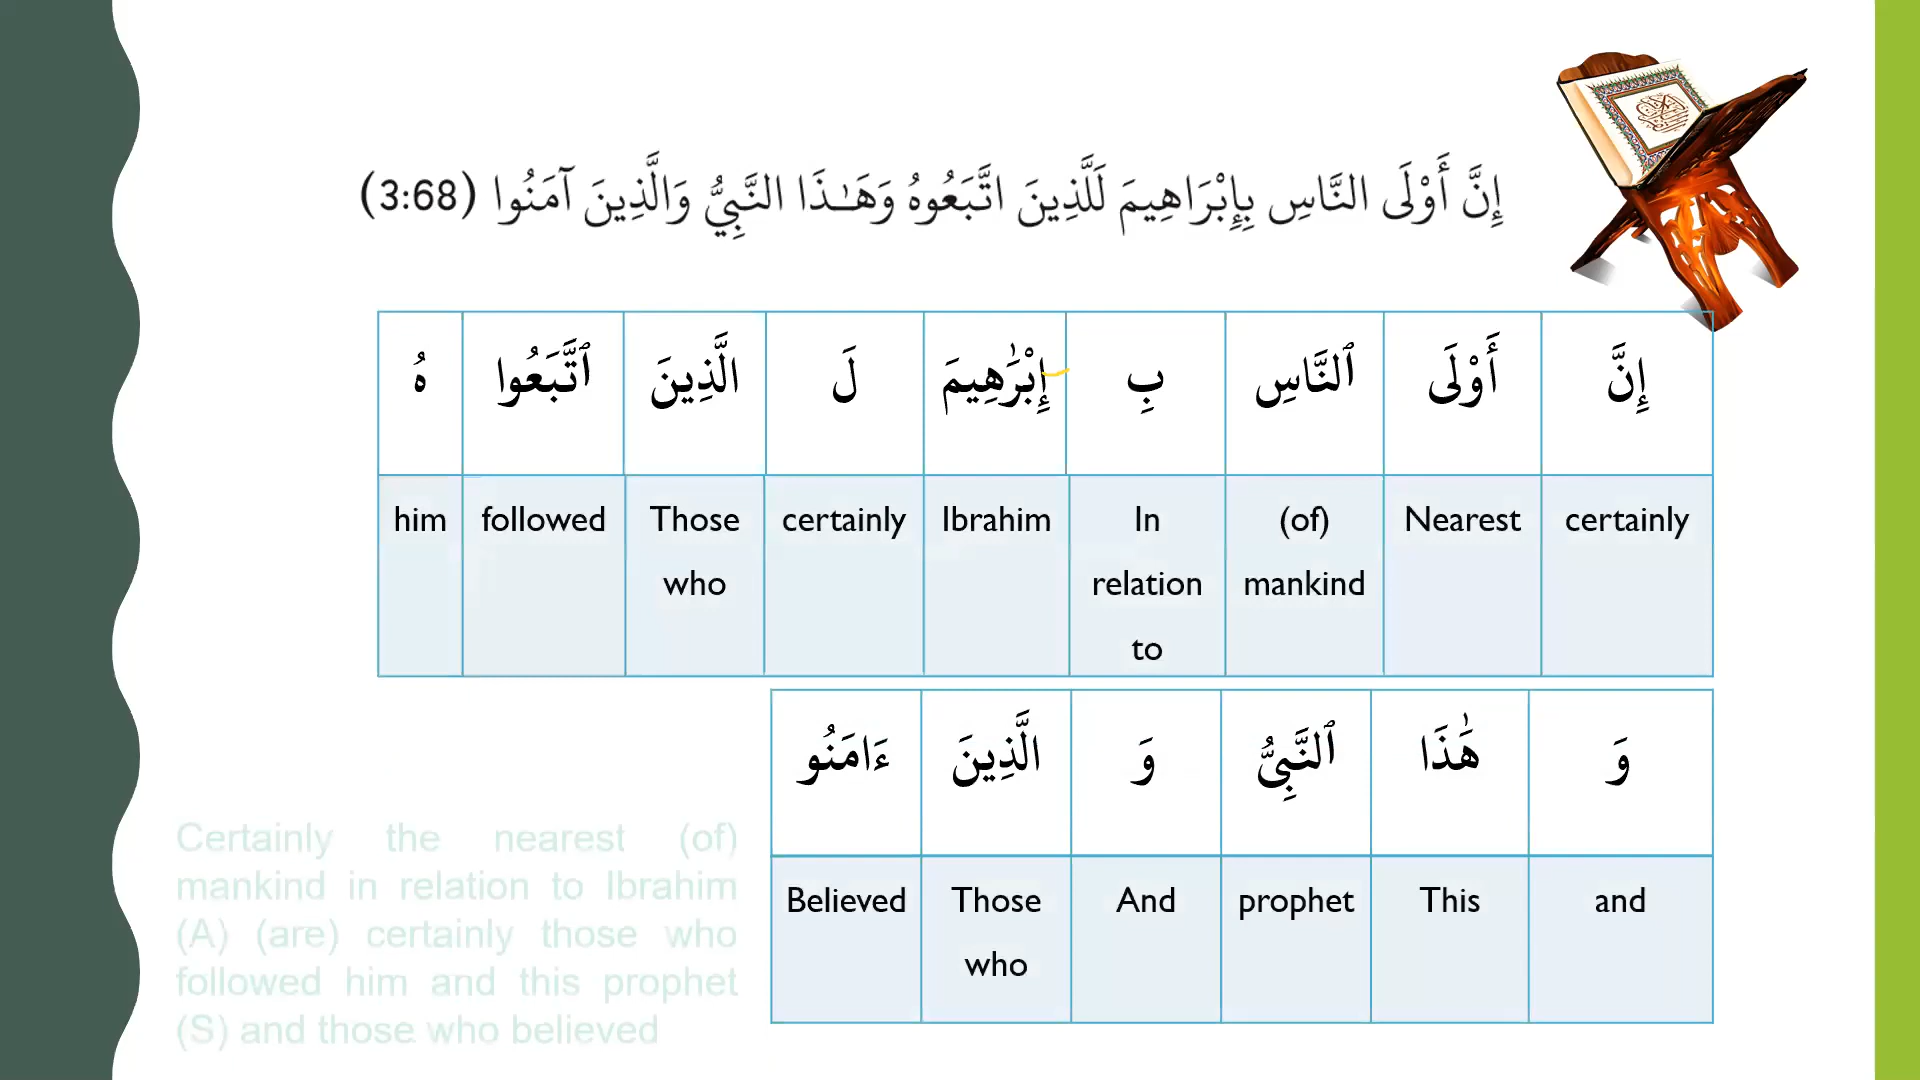 إِنَّ أَوْلَى النَّاسِ بِإِبْرَاهِيمَ لَلَّذِينَ اتَّبَعُوهُ وَهَـٰذَا النَّبِيُّ وَالَّذِينَ آمَنُوا (3:68)
إِنَّ أَوْلَى ٱلنَّاسِ بِ إِبْرَٰهِيمَ لَ الَّذِينَ ٱتَّبَعُوا هُ
certainly Nearest (of) mankind In relation to Ibrahim certainly Those who followed him
وَ هَٰذَا ٱلنَّبِىُّ وَ الَّذِينَ ءَامَنُو
and This prophet And Those who Believed
Certainly the nearest (of)
mankind in relation to Ibrahim
(A) (are) certainly those who
followed him and this prophet
(S) and those who believed